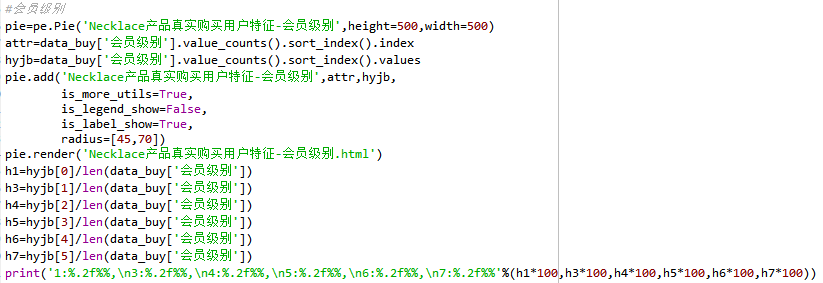 #会员级别
pie=pe.Pie('Necklace产品真实购买用户特征-会员级别',height=500,width=500)
attr=data_buy['会员级别'].value_counts().sort_index().index
hyjb=data_buy['会员级别'].value_counts().sort_index().values
pie.add('Necklace产品真实购买用户特征-会员级别',attr,hyjb,
        is_more_utils=True,
        is_legend_show=False,
        is_label_show=True,
        radius=[45,70])
pie.render('Necklace产品真实购买用户特征-会员级别.html')
h1=hyjb[0]/len(data_buy['会员级别'])
h3=hyjb[1]/len(data_buy['会员级别'])
h4=hyjb[2]/len(data_buy['会员级别'])
h5=hyjb[3]/len(data_buy['会员级别'])
h6=hyjb[4]/len(data_buy['会员级别'])
h7=hyjb[5]/len(data_buy['会员级别'])
print('1:%.2f%%,\n3:%.2f%%,\n4:%.2f%%,\n5:%.2f%%,\n6:%.2f%%,\n7:%.2f%%'%(h1*100,h3*100,h4*100,h5*100,h6*100,h7*100))